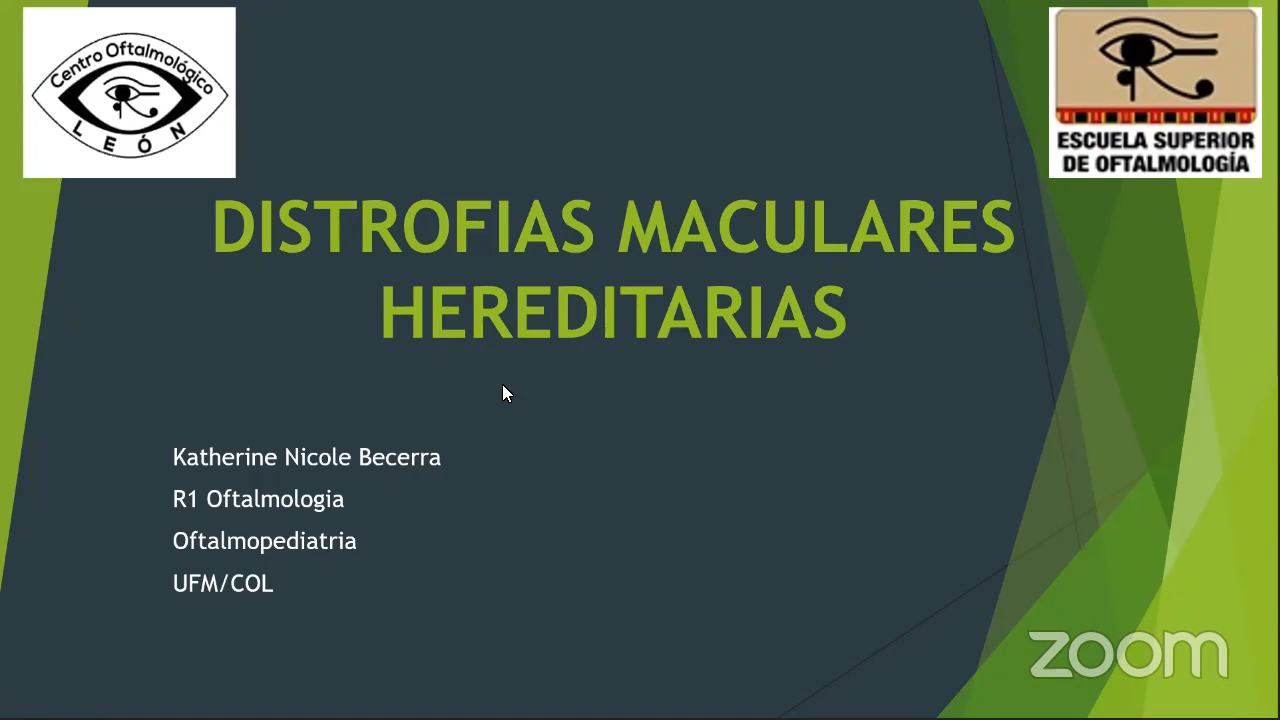 Centro Oftalmológico
LEÓN
ESCUELA SUPERIOR
DE OFTALMOLOGÍA
DISTROFIAS MACULARES
HEREDITARIAS
Katherine Nicole Becerra
R1 Oftalmologia
Oftalmopediatria
UFM/COL
zoom